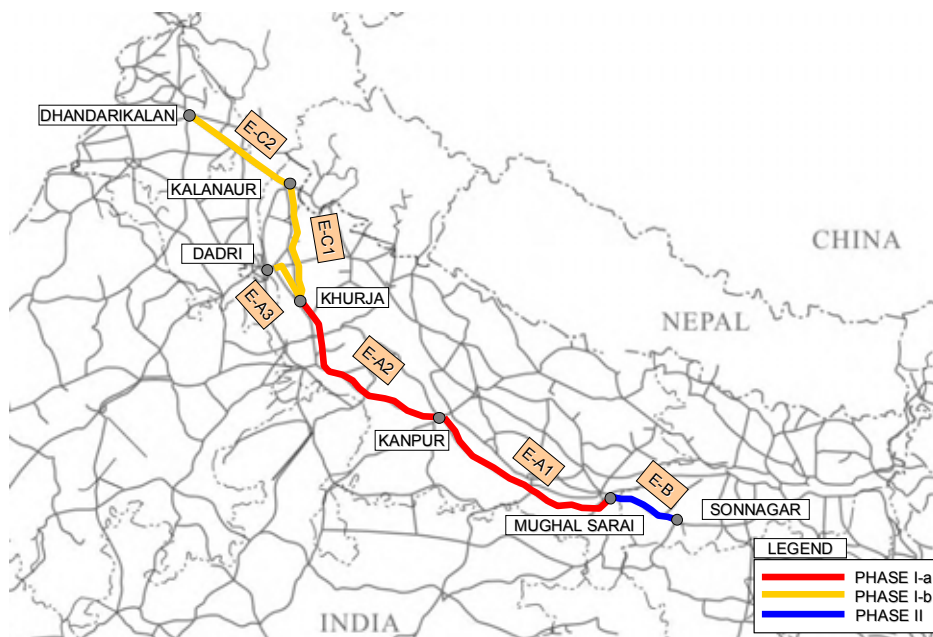 DHANDARIKALAN
E-C2
KALANAUR
E-C1
DADRI
CHINA
KHURJA
E-A3
NEPAL
E-A2
KANPUR
E-A1
E-B
MUGHAL SARAI
SONNAGAR
LEGEND
PHASE I-a
PHASE I-b
PHASE II
INDIA